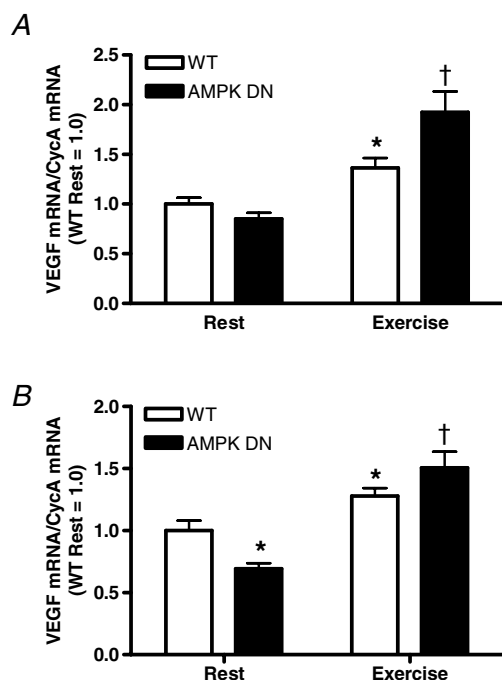 A
VEGF mRNA/CycA mRNA
(WT Rest = 1.0)
2.5
2.0
1.5
1.0
0.5
0.0
WT
AMPK DN
*
†
Rest Exercise
B
VEGF mRNA/CycA mRNA
(WT Rest = 1.0)
2.0
1.5
1.0
0.5
0.0
WT
AMPK DN
*
*
†
Rest Exercise